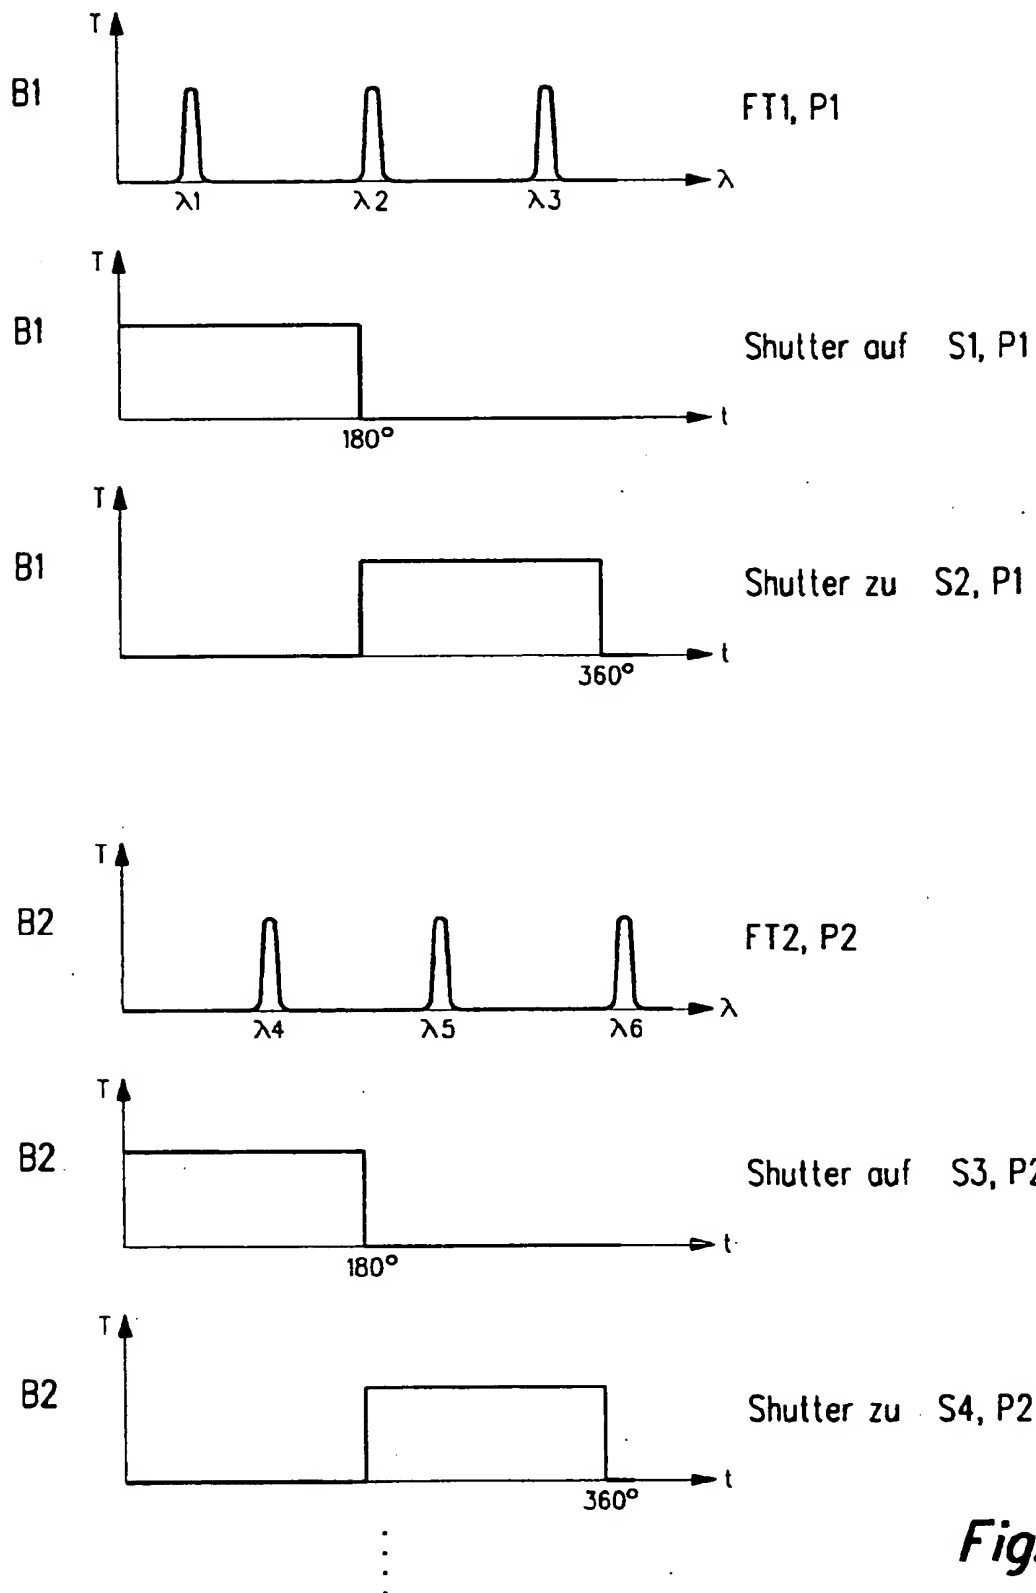 T
B1
FT1, P1
λ
λ1
λ2
λ3
T
B1
Shutter auf S1, P1
t
180°
T
B1
Shutter zu S2, P1
t
360°
T
B2
FT2, P2
λ
λ4
λ5
λ6
T
B2
Shutter auf S3, P2
t
180°
T
B2
Shutter zu S4, P2
t
360°
Fig.